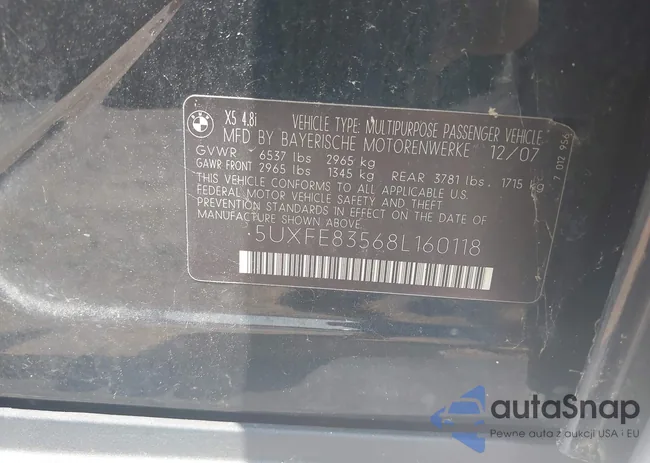 X5 4.8i VEHICLE TYPE: MULTIPURPOSE PASSENGER VEHICLE
MFD BY BAYERISCHE MOTORENWERKE 12/07
GVWR 6537 lbs 2965 kg
GAWR FRONT 2965 lbs 1345 kg REAR 3781 lbs. 1715 kg
THIS VEHICLE CONFORMS TO ALL APPLICABLE U.S.
FEDERAL MOTOR VEHICLE SAFETY AND THEFT
PREVENTION STANDARDS IN EFFECT ON THE DATE OF
MANUFACTURE SHOWN ABOVE.
5UXFE83568L160118
7 012 956
autaSnap
Pewne auta z aukcji USA i EU